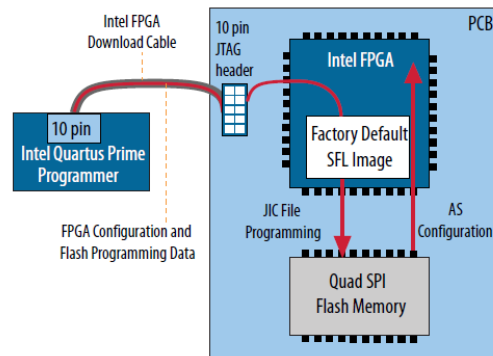 Intel FPGA
Download Cable
10 pin
JTAG
header
PCB
Intel FPGA
10 pin
Intel Quartus Prime
Programmer
Factory Default
SFL Image
FPGA Configuration and
Flash Programming Data
JIC File
Programming
AS
Configuration
Quad SPI
Flash Memory